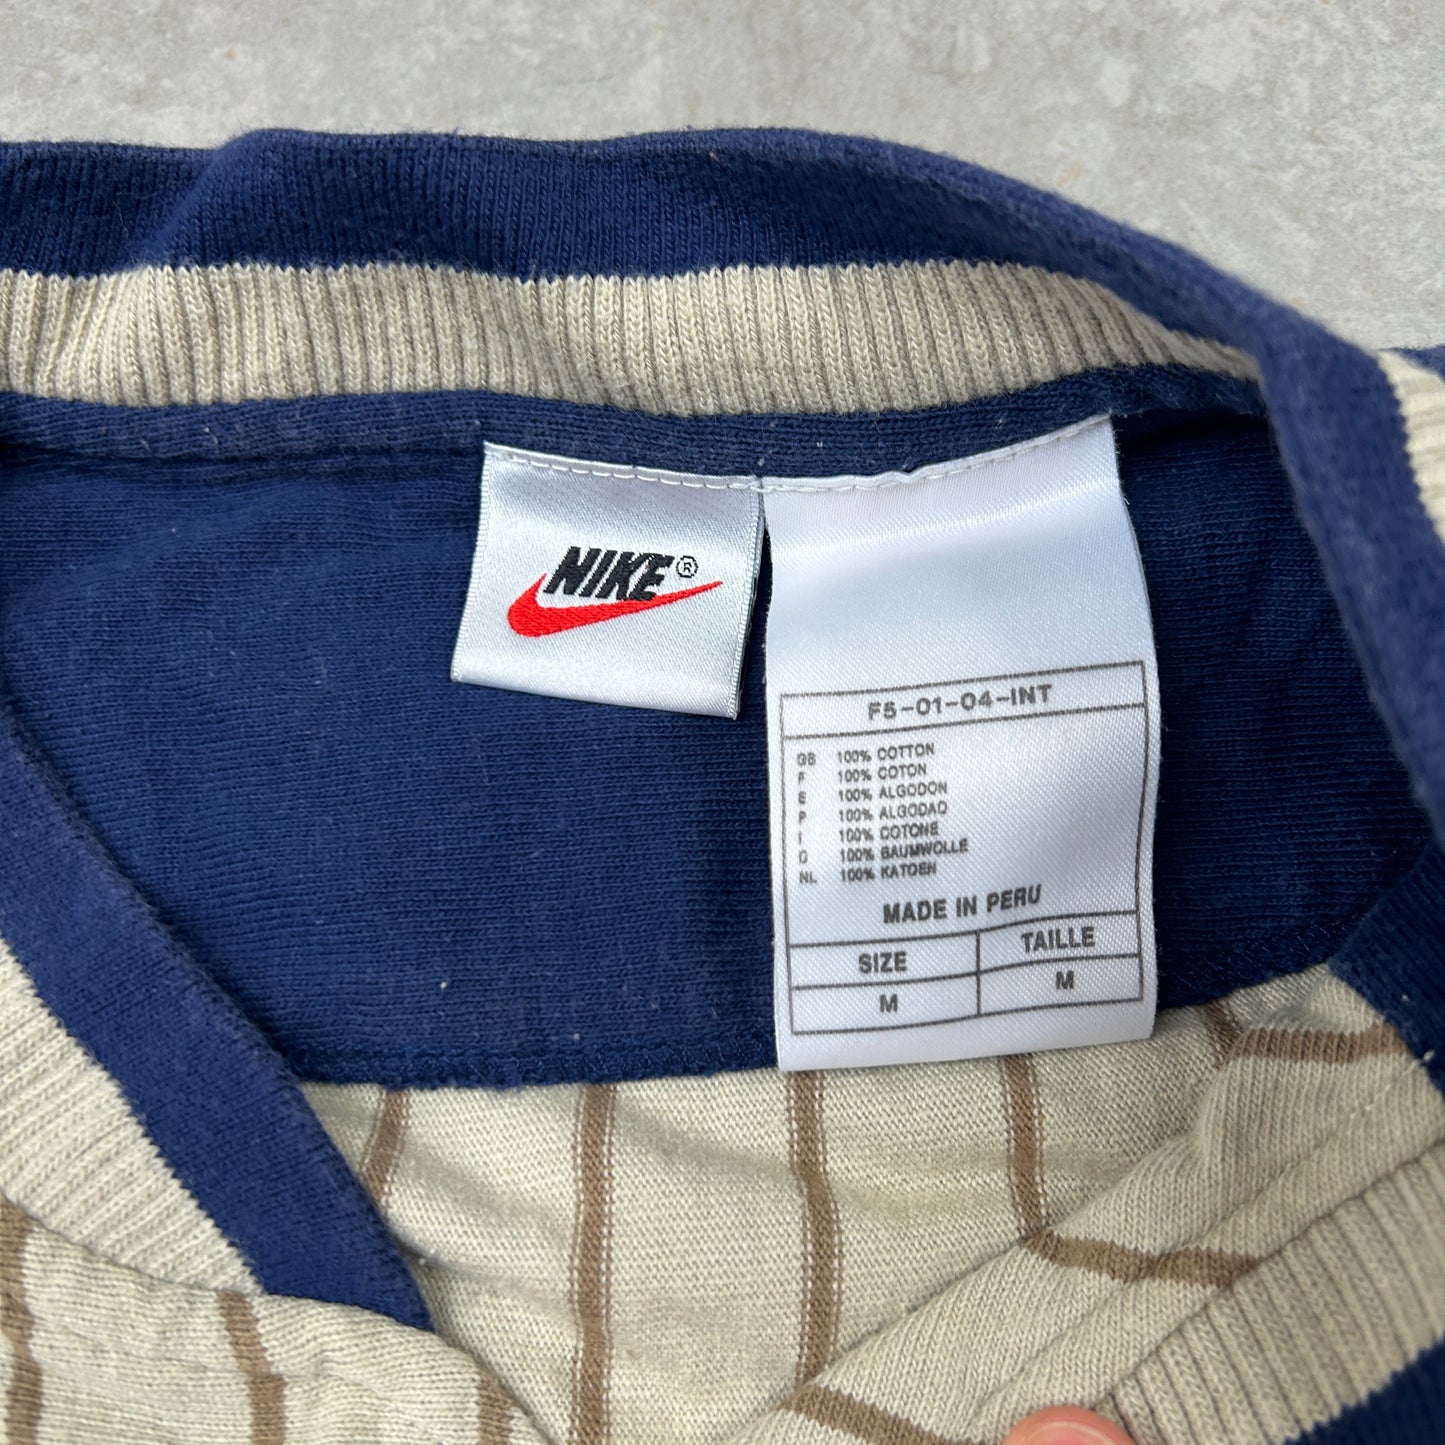 NIKE®
F5-01-04-INT
GB 100% COTTON
F 100% COTON
E 100% ALGODON
P 100% ALGODAO
I 100% COTONE
D 100% BAUMWOLLE
NL 100% KATOEN
MADE IN PERU
SIZE TAILLE
M M